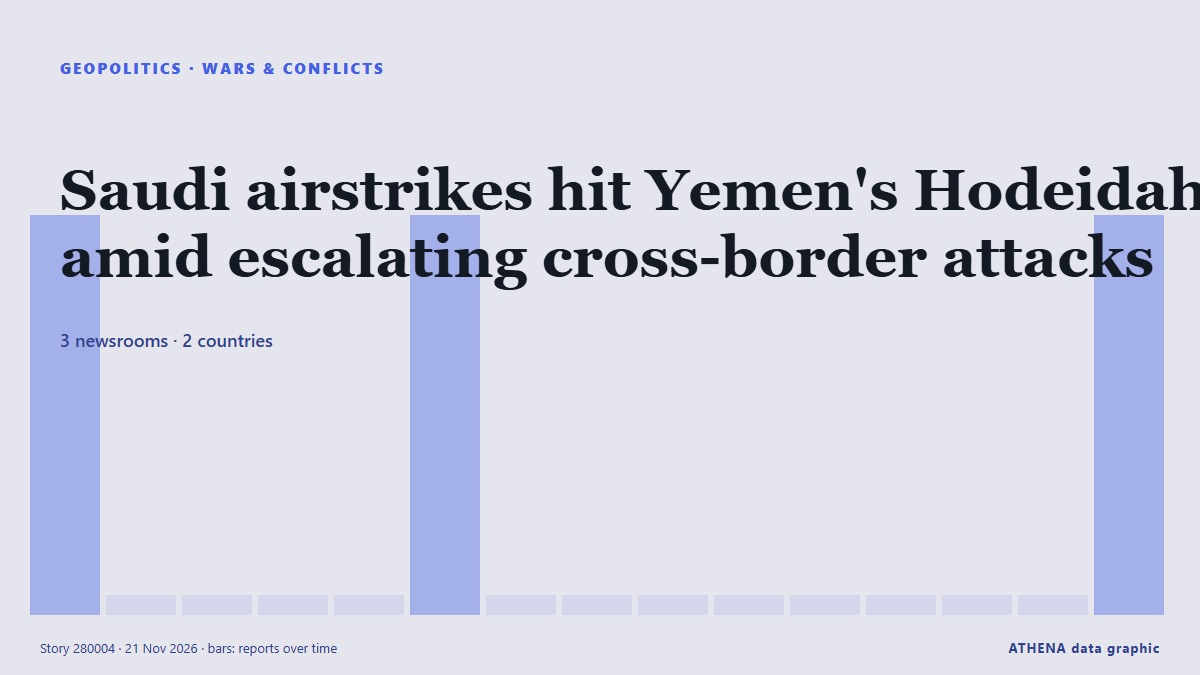 GEOPOLITICS · WARS & CONFLICTS
Saudi airstrikes hit Yemen's Hodeidah
amid escalating cross-border attacks
3 newsrooms · 2 countries
Story 280004 · 21 Nov 2026 · bars: reports over time
ATHENA data graphic